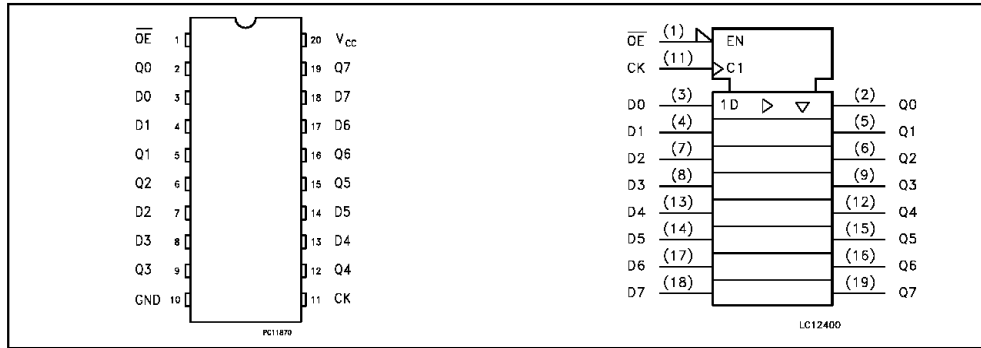 OE 1 20 VCC
Q0 2 19 Q7
D0 3 18 D7
D1 4 17 D6
Q1 5 16 Q6
Q2 6 15 Q5
D2 7 14 D5
D3 8 13 D4
Q3 9 12 Q4
GND 10 11 CK
PC11870
OE (1) EN
CK (11) C1
D0 (3) 1D (2) Q0
D1 (4) (5) Q1
D2 (7) (6) Q2
D3 (8) (9) Q3
D4 (13) (12) Q4
D5 (14) (15) Q5
D6 (17) (16) Q6
D7 (18) (19) Q7
LC12400